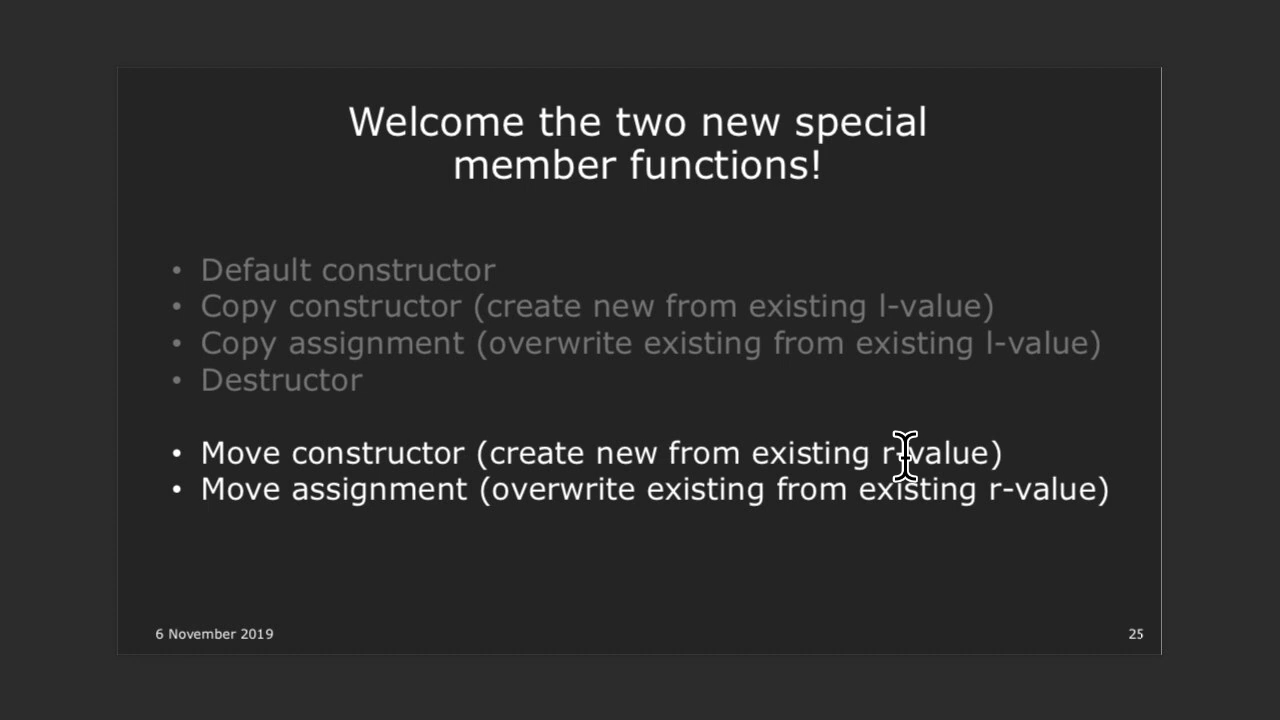 Welcome the two new special
member functions!
• Default constructor
• Copy constructor (create new from existing l-value)
• Copy assignment (overwrite existing from existing l-value)
• Destructor
• Move constructor (create new from existing r-value)
• Move assignment (overwrite existing from existing r-value)
6 November 2019
25